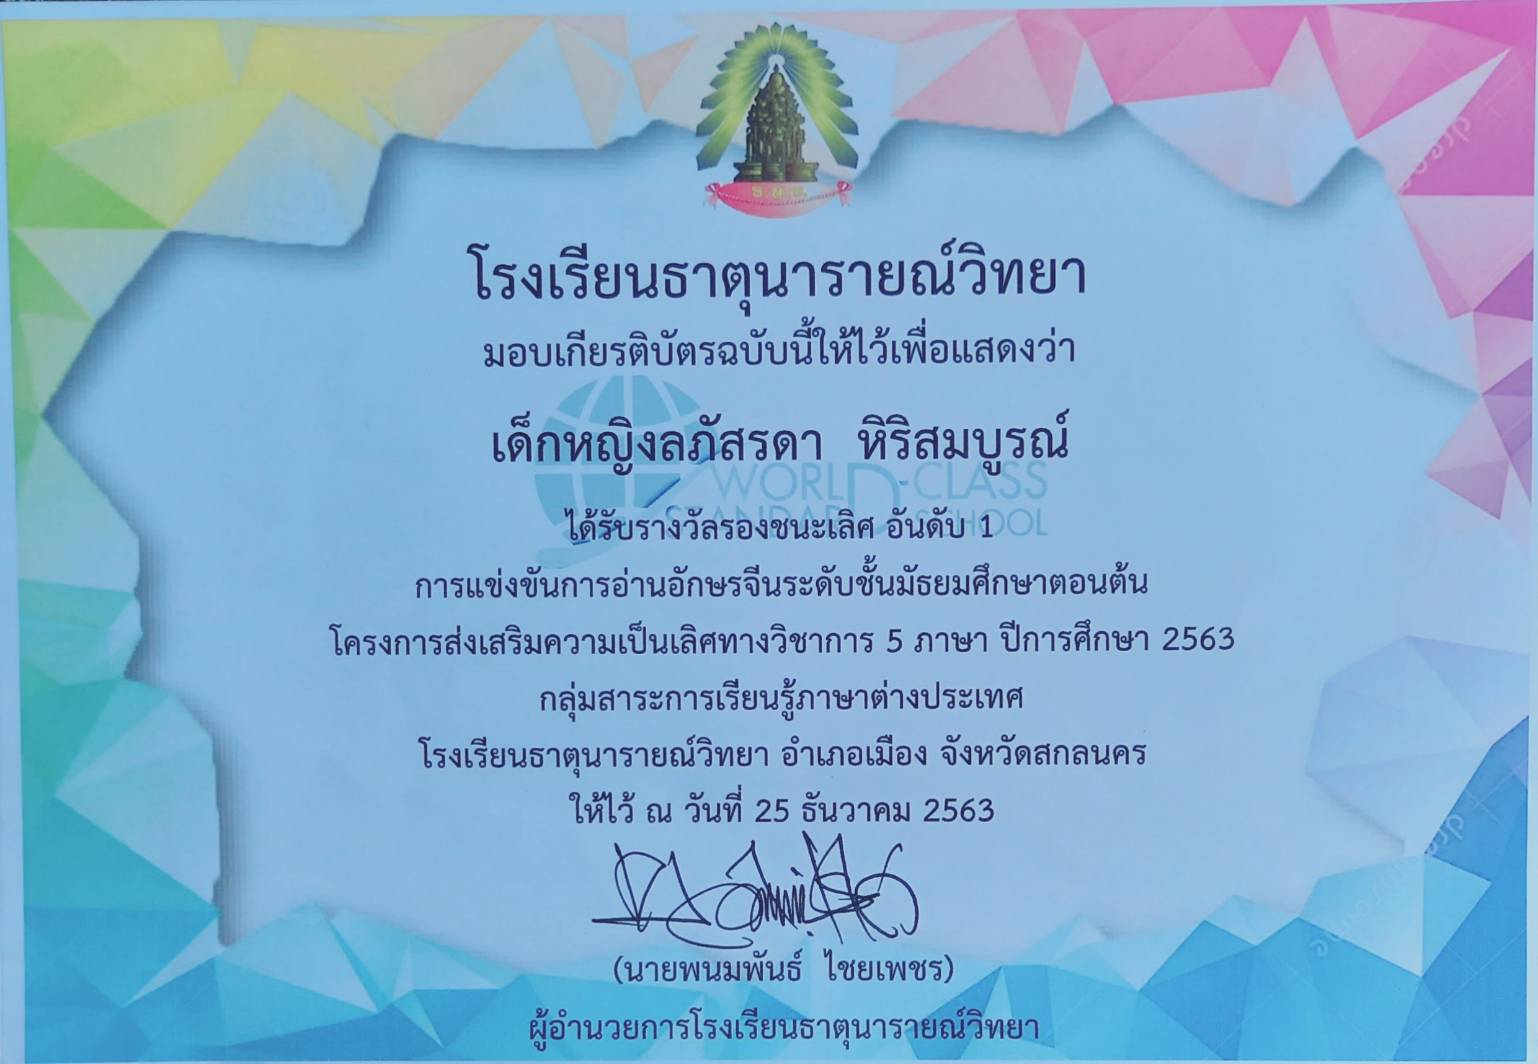 ธ.น.ว.
โรงเรียนธาตุนารายณ์วิทยา
มอบเกียรติบัตรฉบับนี้ให้ไว้เพื่อแสดงว่า
เด็กหญิงลภัสรดา หิริสมบูรณ์
WORLD-CLASS
STANDARD SCHOOL
ได้รับรางวัลรองชนะเลิศ อันดับ 1
การแข่งขันการอ่านอักษรจีนระดับชั้นมัธยมศึกษาตอนต้น
โครงการส่งเสริมความเป็นเลิศทางวิชาการ 5 ภาษา ปีการศึกษา 2563
กลุ่มสาระการเรียนรู้ภาษาต่างประเทศ
โรงเรียนธาตุนารายณ์วิทยา อำเภอเมือง จังหวัดสกลนคร
ให้ไว้ ณ วันที่ 25 ธันวาคม 2563
(นายพนมพันธ์ ไชยเพชร)
ผู้อำนวยการโรงเรียนธาตุนารายณ์วิทยา